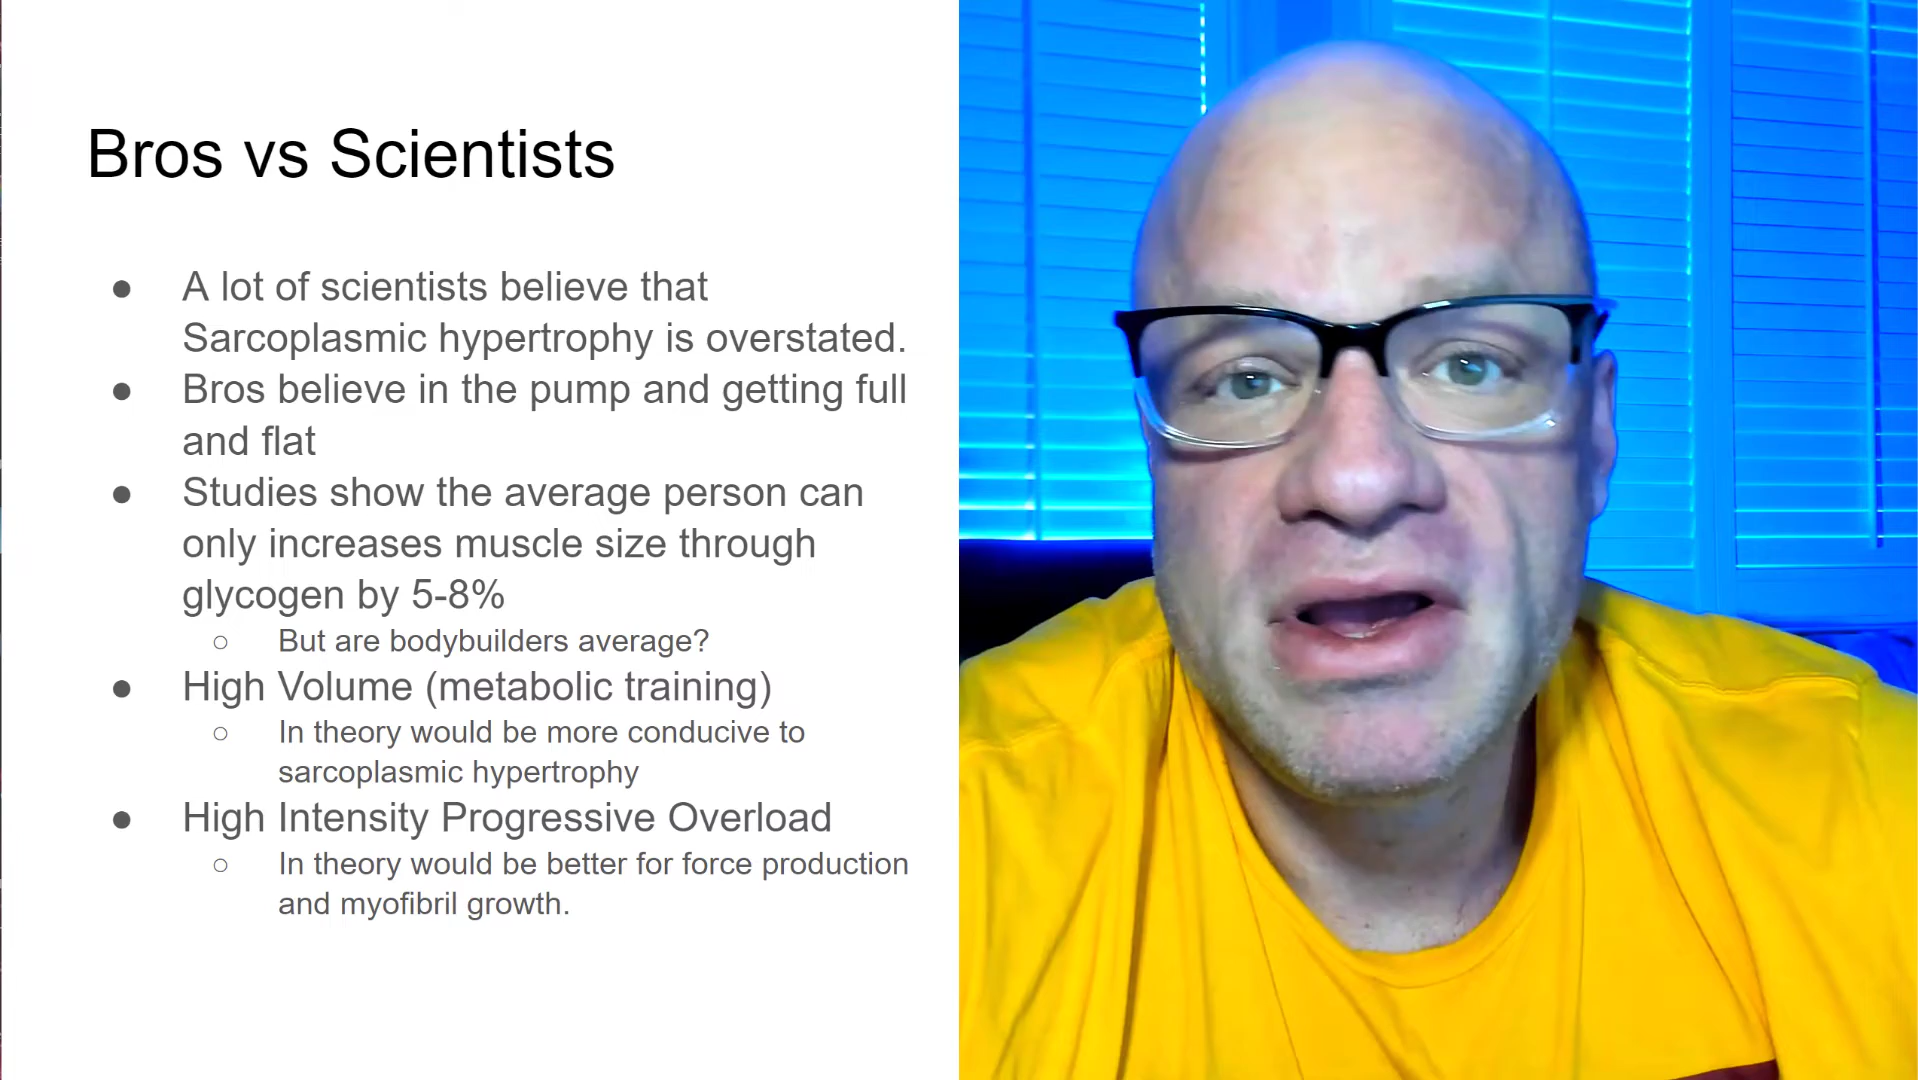 Bros vs Scientists
● A lot of scientists believe that
Sarcoplasmic hypertrophy is overstated.
● Bros believe in the pump and getting full
and flat
● Studies show the average person can
only increases muscle size through
glycogen by 5-8%
○ But are bodybuilders average?
● High Volume (metabolic training)
○ In theory would be more conducive to
sarcoplasmic hypertrophy
● High Intensity Progressive Overload
○ In theory would be better for force production
and myofibril growth.